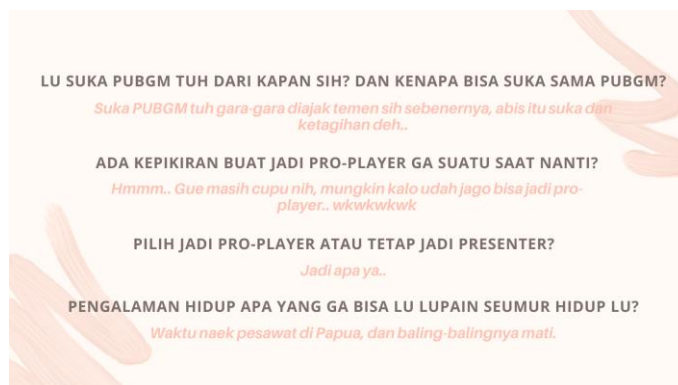 LU SUKA PUBGM TUH DARI KAPAN SIH? DAN KENAPA BISA SUKA SAMA PUBGM?
Suka PUBGM tuh gara-gara diajak temen sih sebenernya, abis itu suka dan
ketagihan deh..
ADA KEPIKIRAN BUAT JADI PRO-PLAYER GA SUATU SAAT NANTI?
Hmmm.. Gue masih cupu nih, mungkin kalo udah jago bisa jadi pro-
player.. wkwkwkwk
PILIH JADI PRO-PLAYER ATAU TETAP JADI PRESENTER?
Jadi apa ya..
PENGALAMAN HIDUP APA YANG GA BISA LU LUPAIN SEUMUR HIDUP LU?
Waktu naek pesawat di Papua, dan baling-balingnya mati.